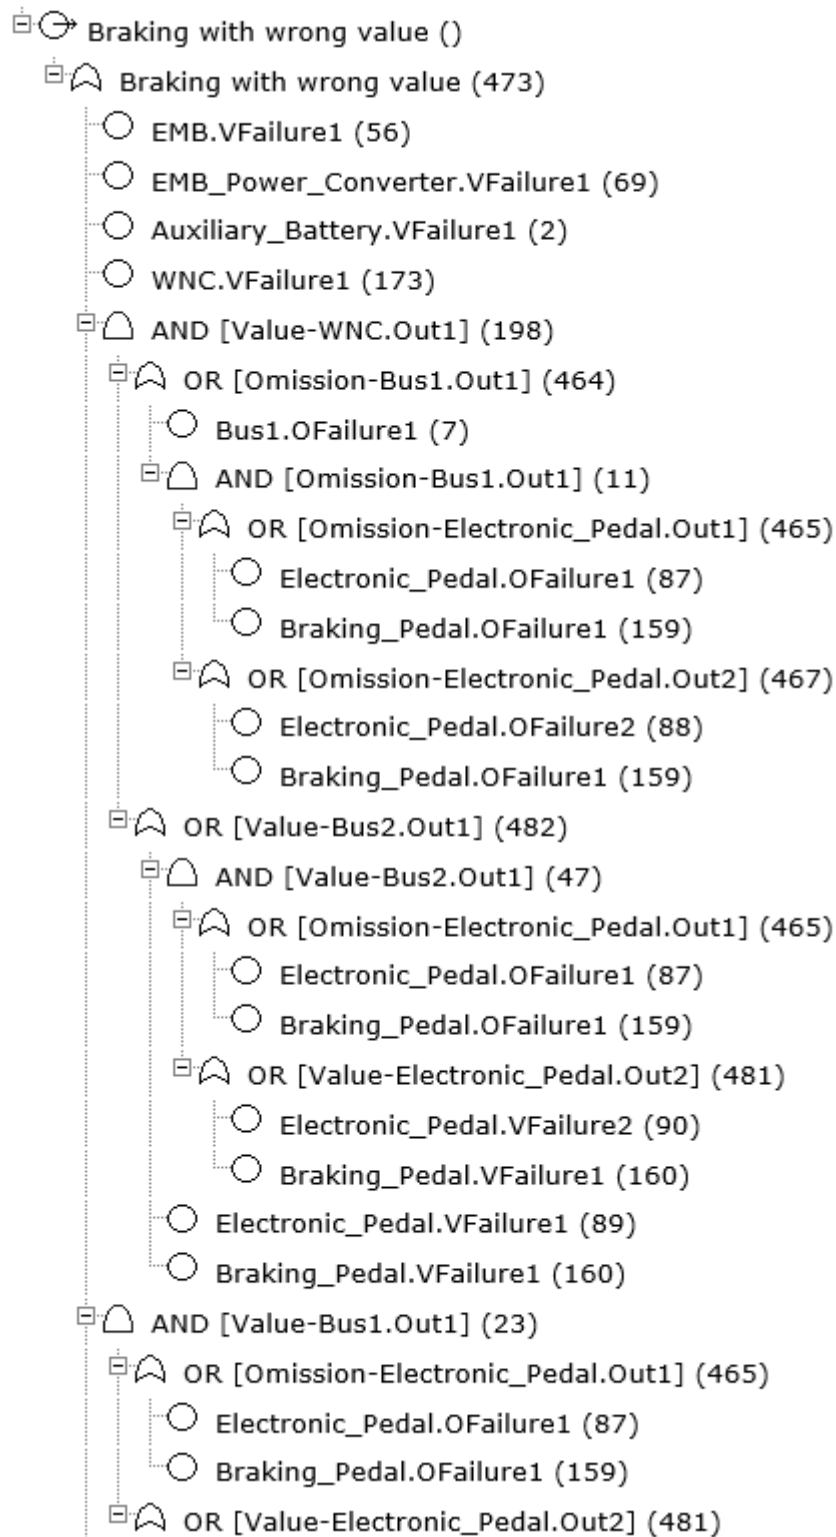 Braking with wrong value ()
Braking with wrong value (473)
EMB.VFailure1 (56)
EMB_Power_Converter.VFailure1 (69)
Auxiliary_Battery.VFailure1 (2)
WNC.VFailure1 (173)
AND [Value-WNC.Out1] (198)
OR [Omission-Bus1.Out1] (464)
Bus1.OFailure1 (7)
AND [Omission-Bus1.Out1] (11)
OR [Omission-Electronic_Pedal.Out1] (465)
Electronic_Pedal.OFailure1 (87)
Braking_Pedal.OFailure1 (159)
OR [Omission-Electronic_Pedal.Out2] (467)
Electronic_Pedal.OFailure2 (88)
Braking_Pedal.OFailure1 (159)
OR [Value-Bus2.Out1] (482)
AND [Value-Bus2.Out1] (47)
OR [Omission-Electronic_Pedal.Out1] (465)
Electronic_Pedal.OFailure1 (87)
Braking_Pedal.OFailure1 (159)
OR [Value-Electronic_Pedal.Out2] (481)
Electronic_Pedal.VFailure2 (90)
Braking_Pedal.VFailure1 (160)
Electronic_Pedal.VFailure1 (89)
Braking_Pedal.VFailure1 (160)
AND [Value-Bus1.Out1] (23)
OR [Omission-Electronic_Pedal.Out1] (465)
Electronic_Pedal.OFailure1 (87)
Braking_Pedal.OFailure1 (159)
OR [Value-Electronic_Pedal.Out2] (481)